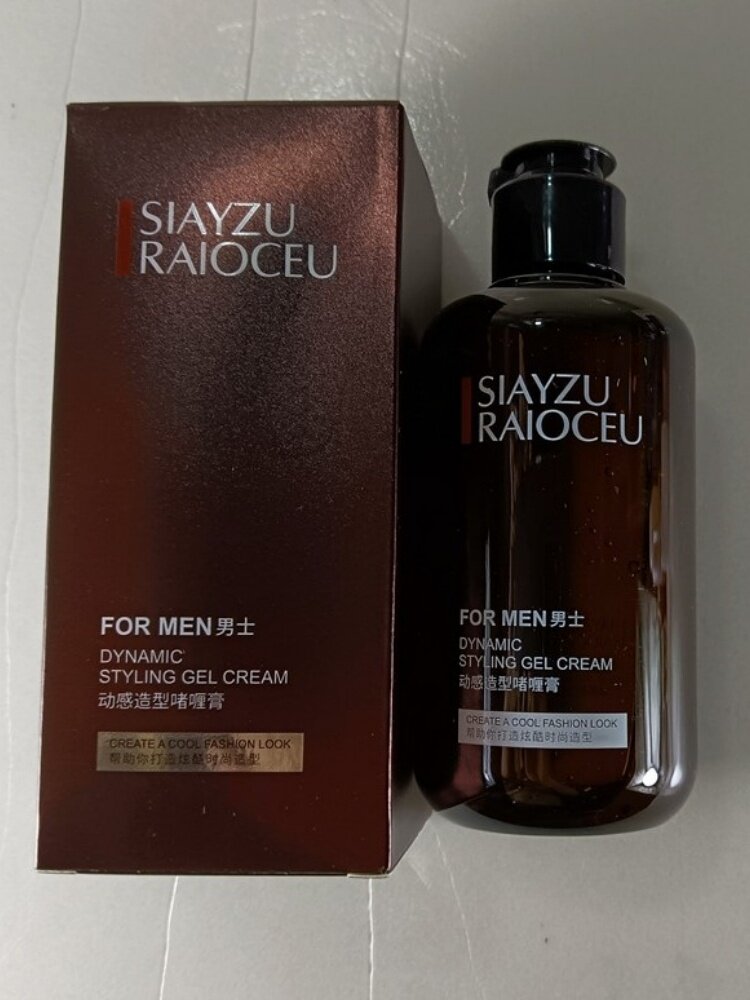 SIAYZU
RAIOCEU
FOR MEN男士
DYNAMIC
STYLING GEL CREAM
动感造型啫喱膏
CREATE A COOL FASHION LOOK
帮助你打造炫酷时尚造型
SIAYZU
RAIOCEU
FOR MEN男士
DYNAMIC
STYLING GEL CREAM
动感造型啫喱膏
CREATE A COOL FASHION LOOK
帮助你打造炫酷时尚造型